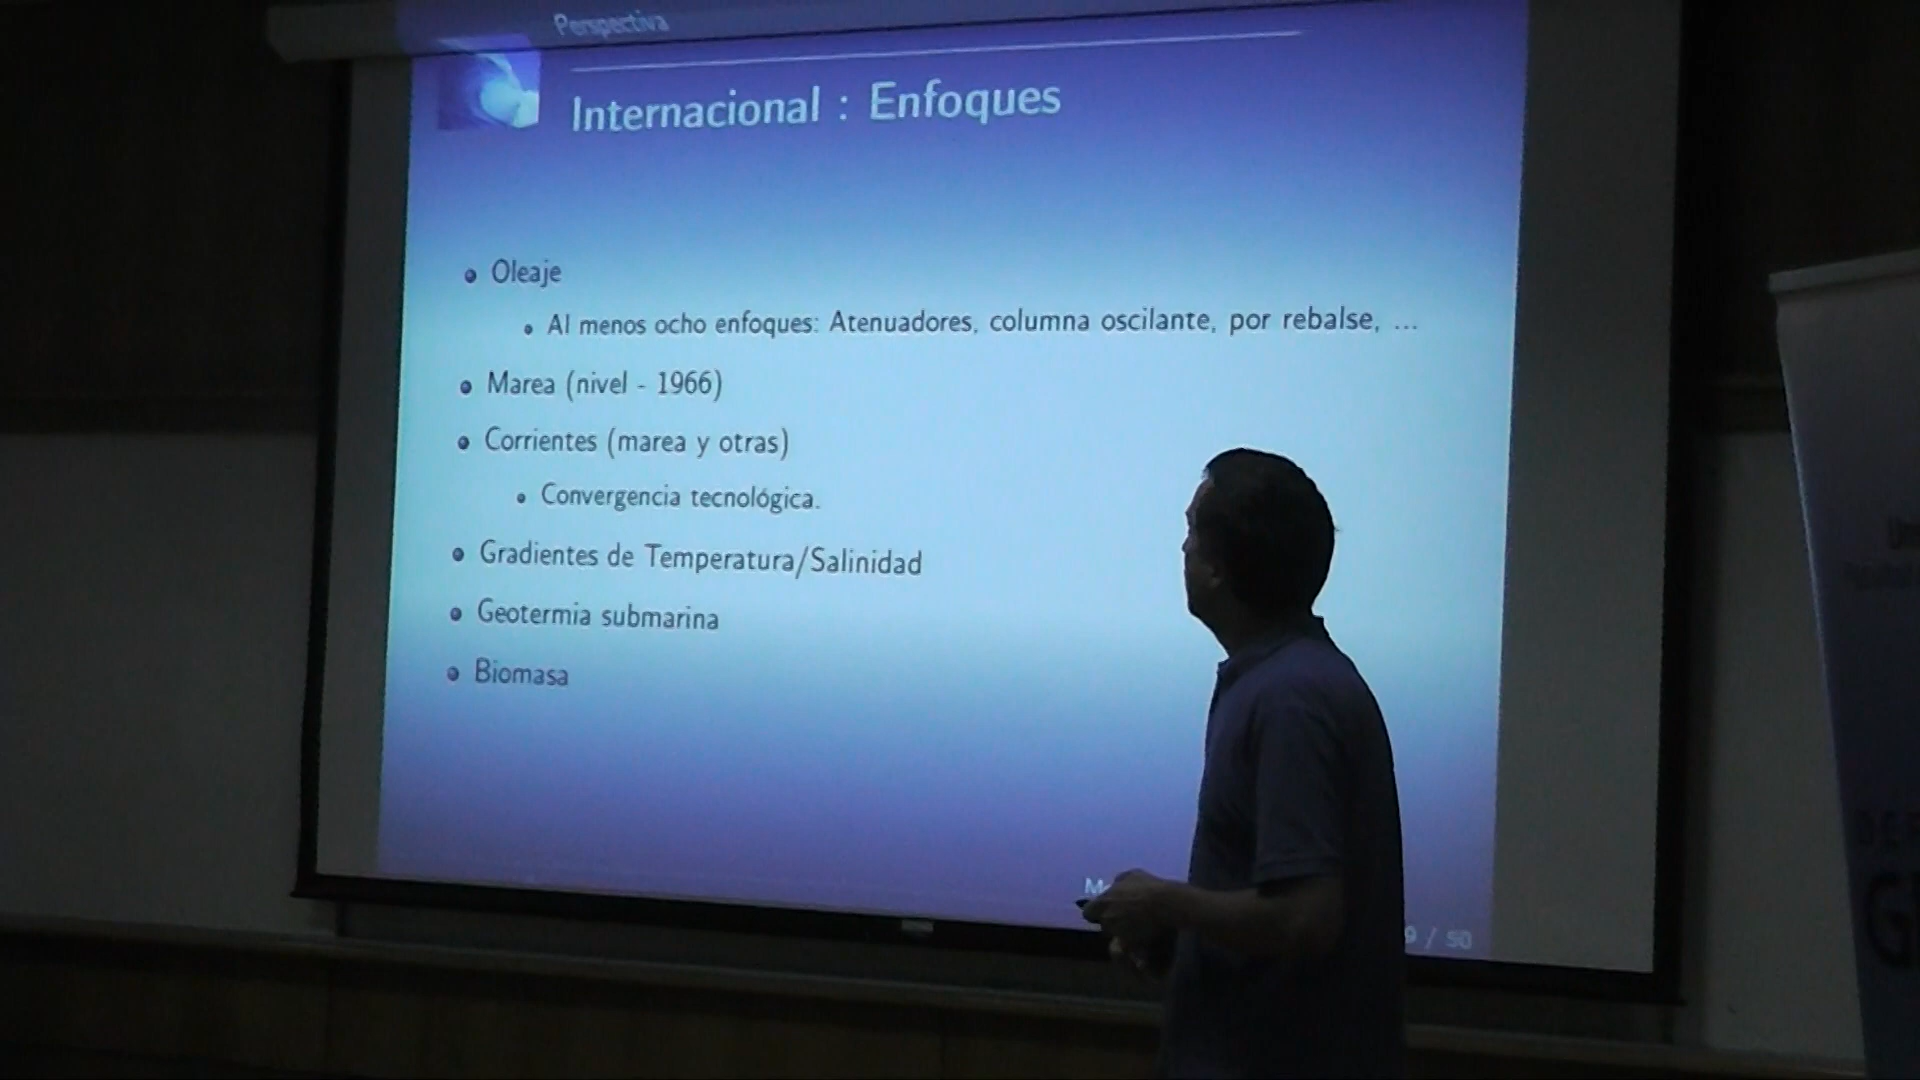 Perspectiva
Internacional : Enfoques
Oleaje
Al menos ocho enfoques: Atenuadores, columna oscilante, por rebalse, ...
Marea (nivel - 1966)
Corrientes (marea y otras)
Convergencia tecnológica.
Gradientes de Temperatura/Salinidad
Geotermia submarina
Biomasa
9 / 50